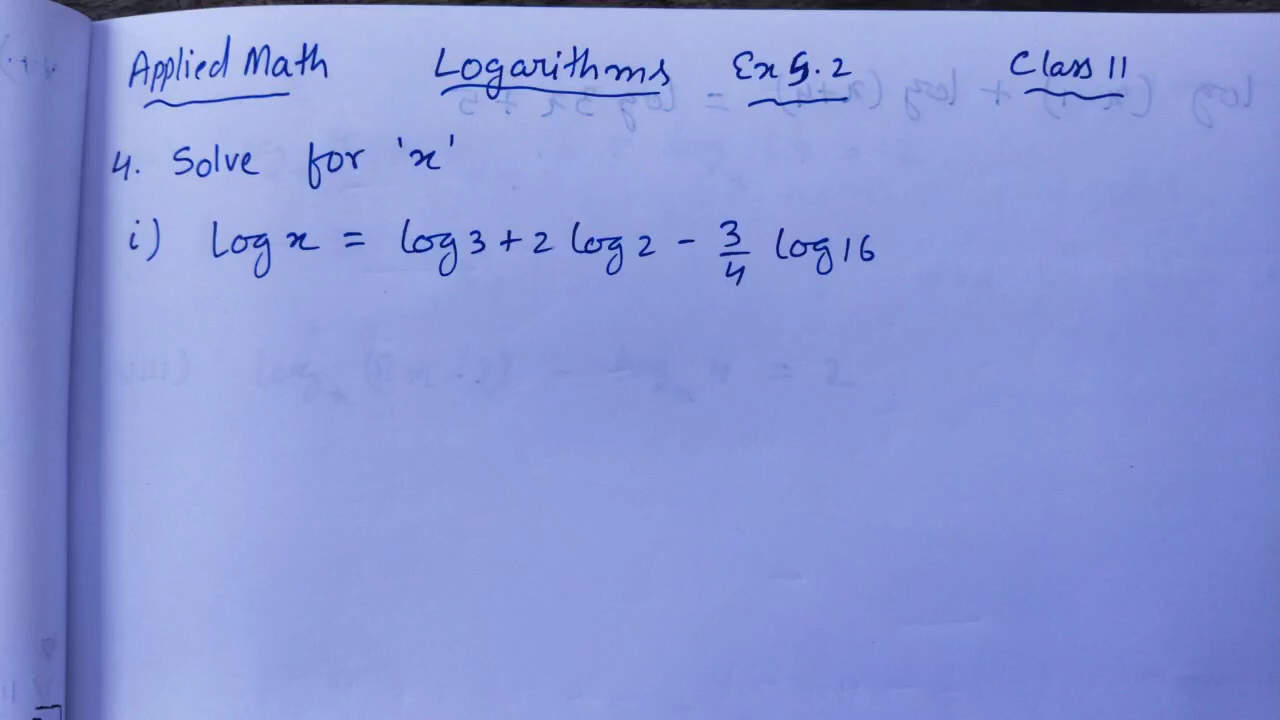 Applied Math Logarithms Ex 5.2 Class 11
4. Solve for 'x'
i) log x = log 3 + 2 log 2 - 3/4 log 16